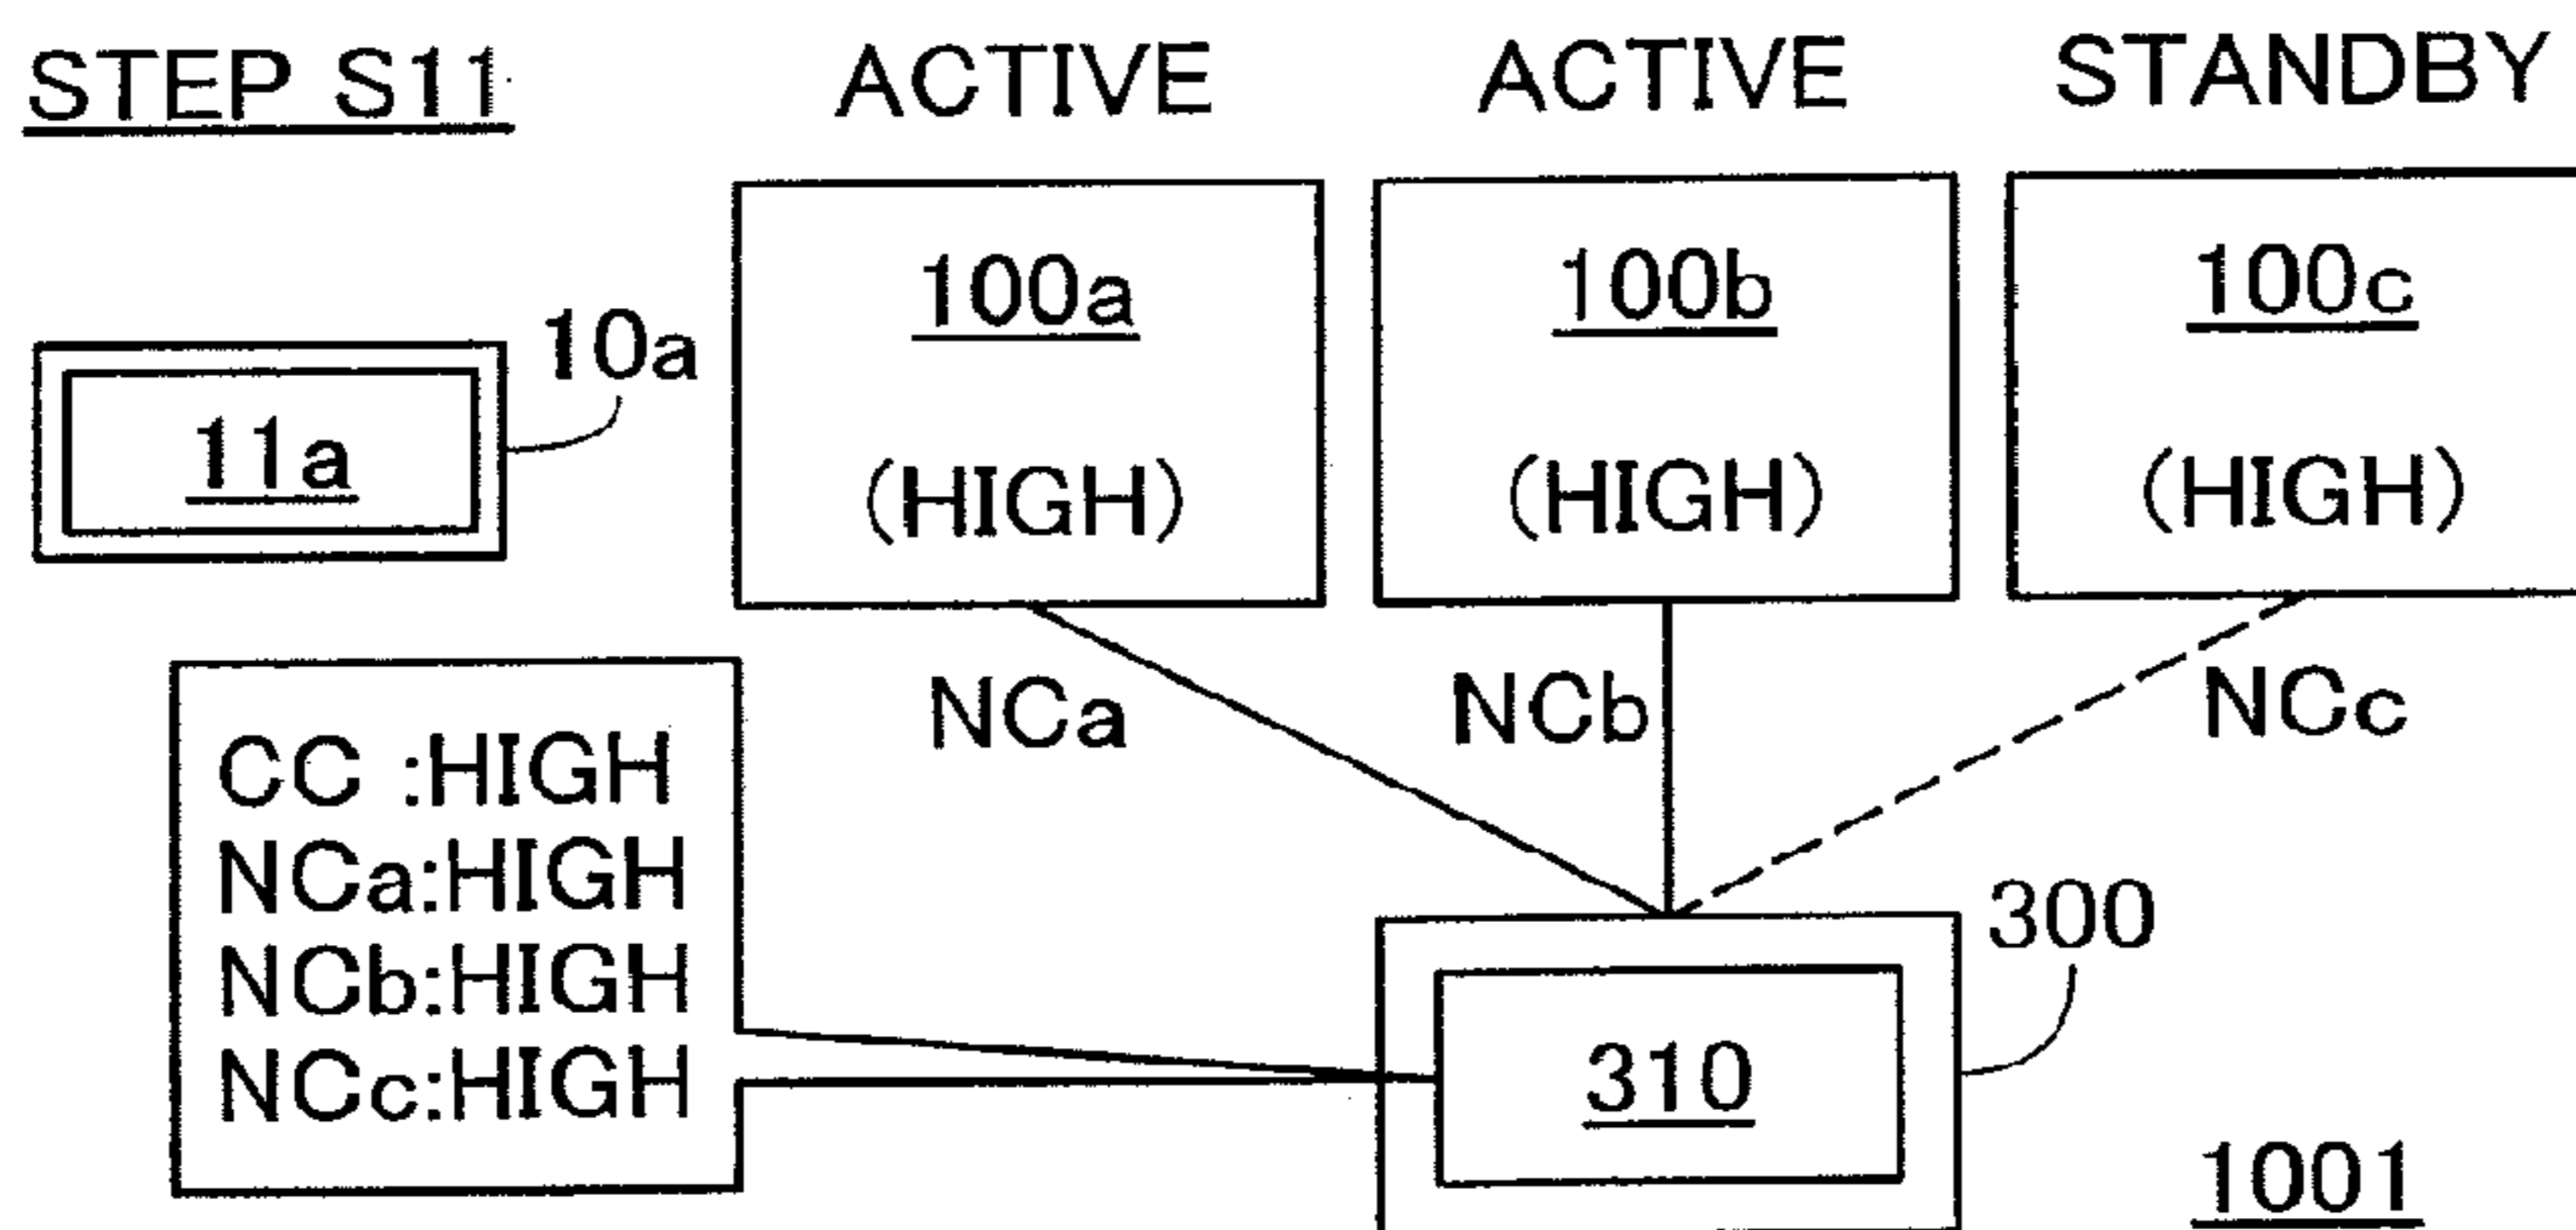 STEP S11
ACTIVE
ACTIVE
STANDBY
100a
(HIGH)
100b
(HIGH)
100c
(HIGH)
10a
11a
NCa
NCb
NCc
CC :HIGH
NCa:HIGH
NCb:HIGH
NCc:HIGH
300
310
1001